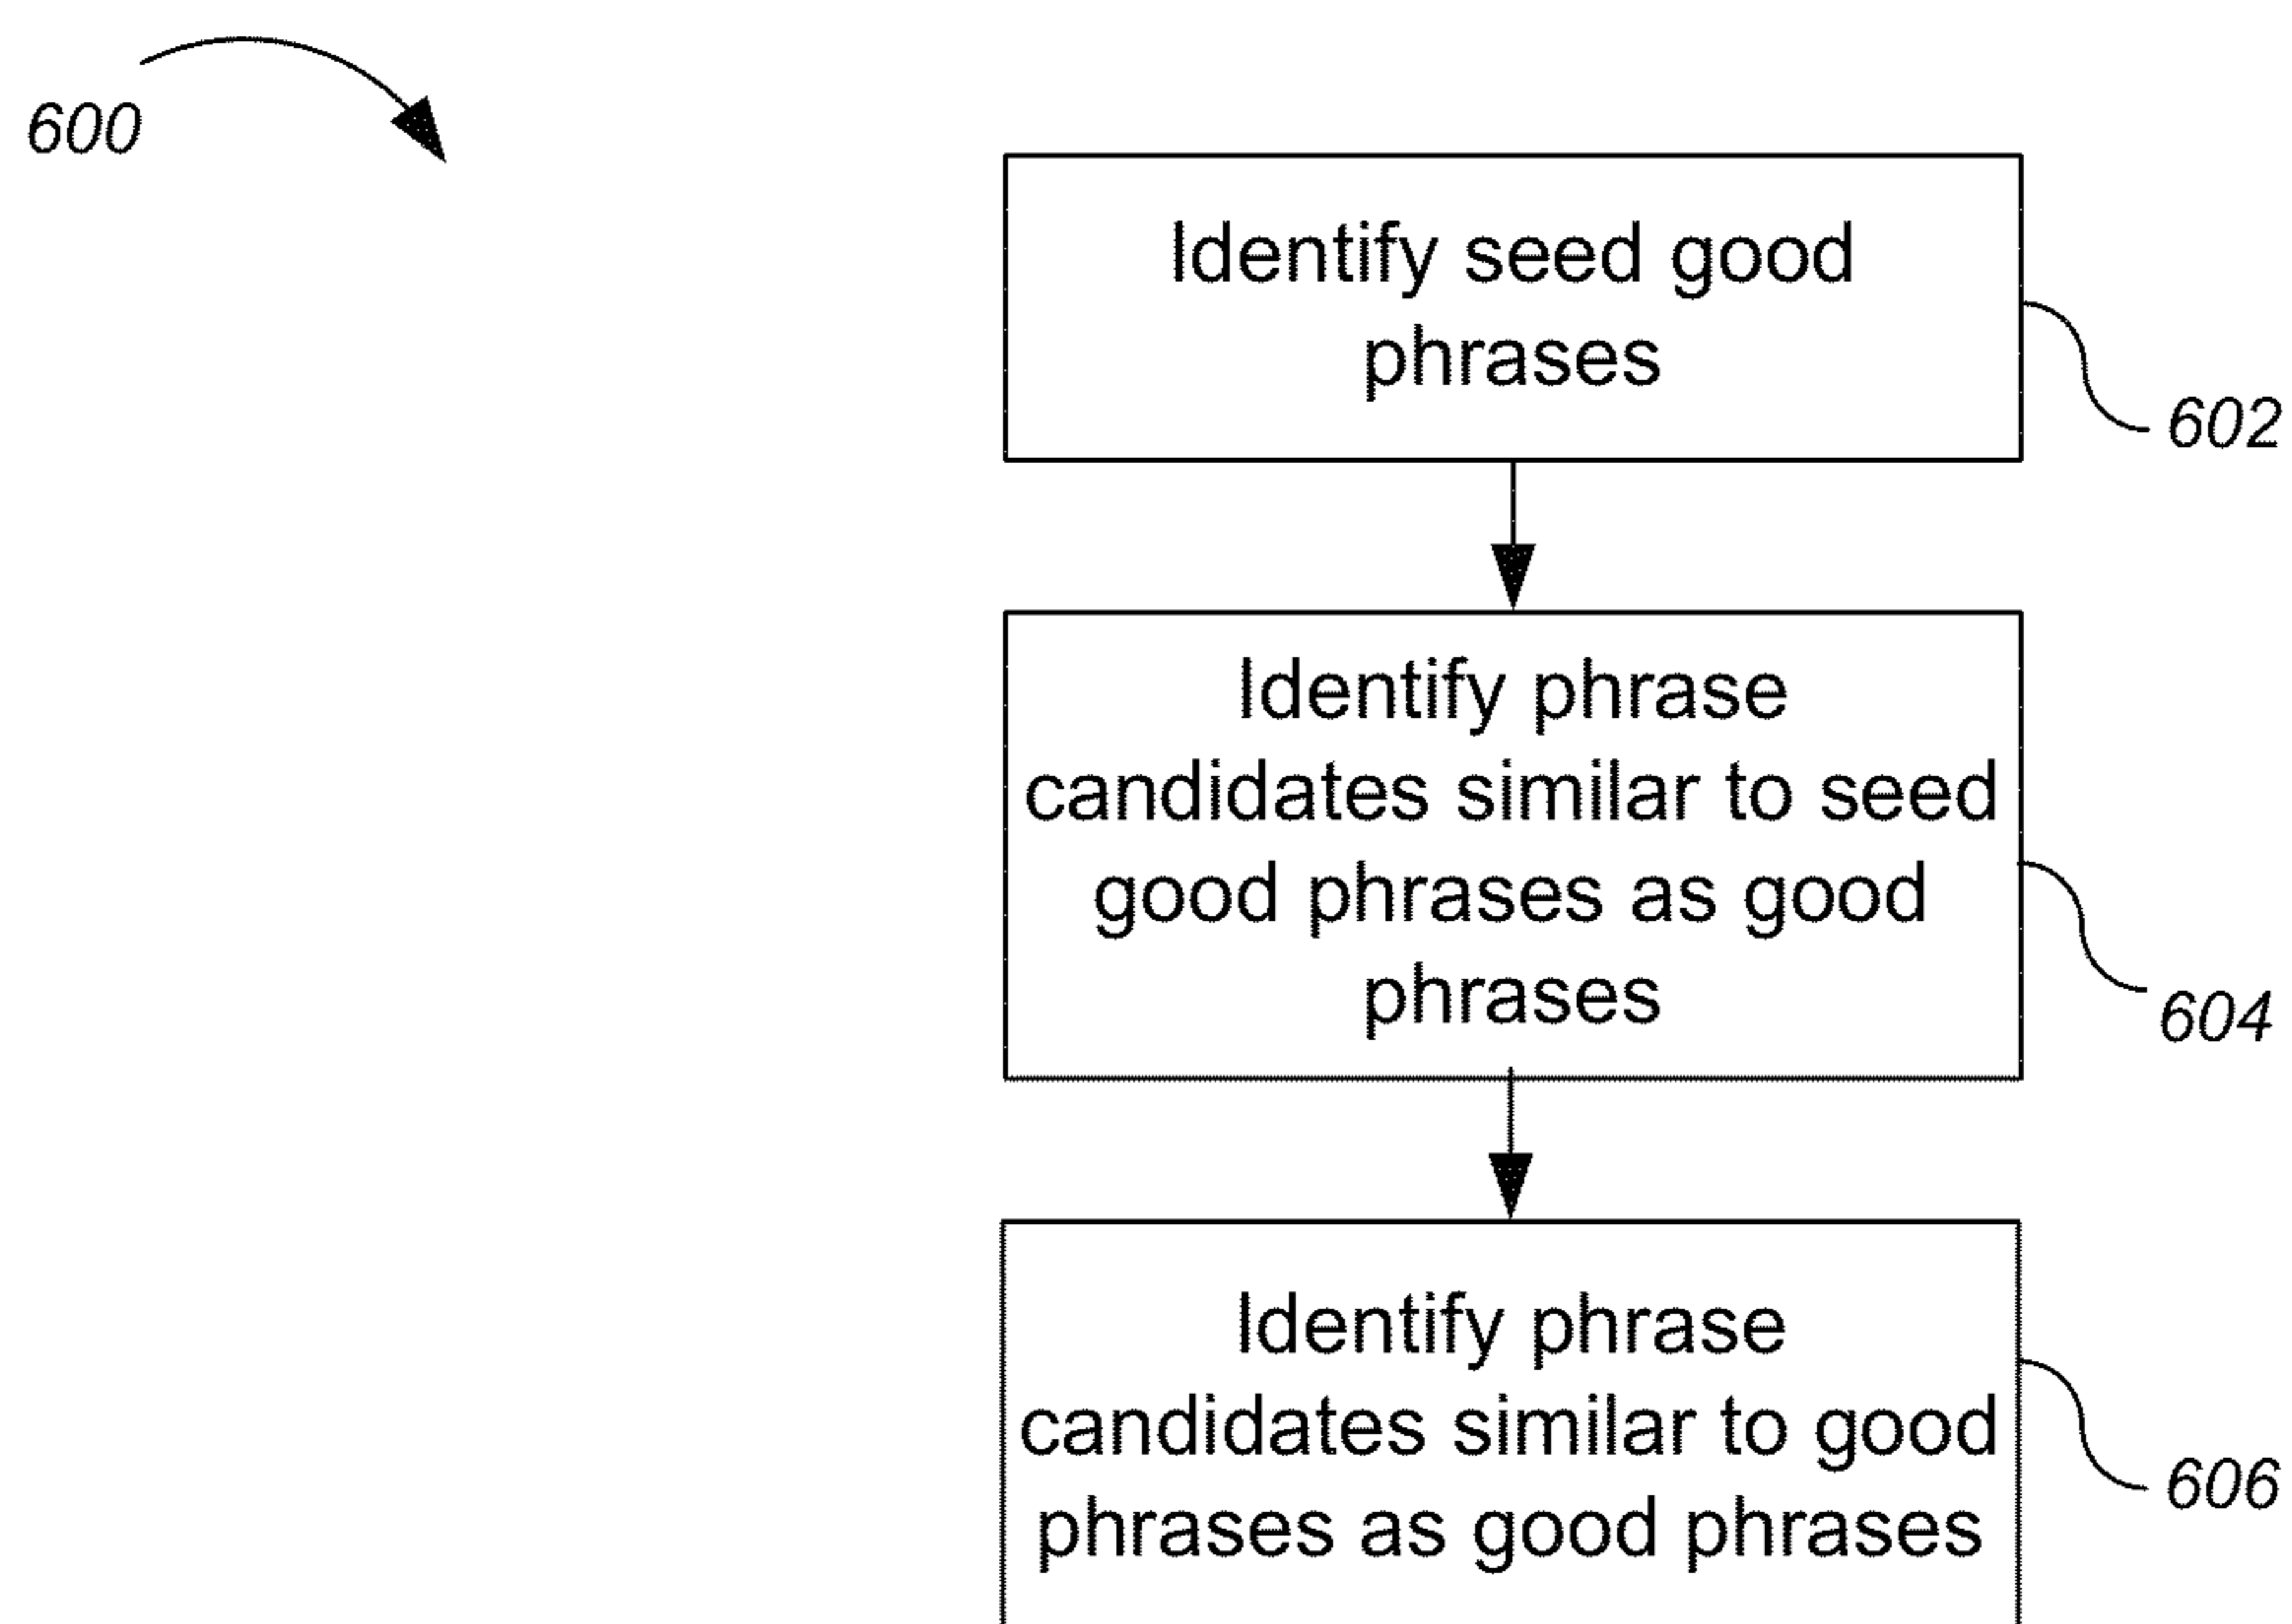 600
Identify seed good
phrases
602
Identify phrase
candidates similar to seed
good phrases as good
phrases
604
Identify phrase
candidates similar to good
phrases as good phrases
606